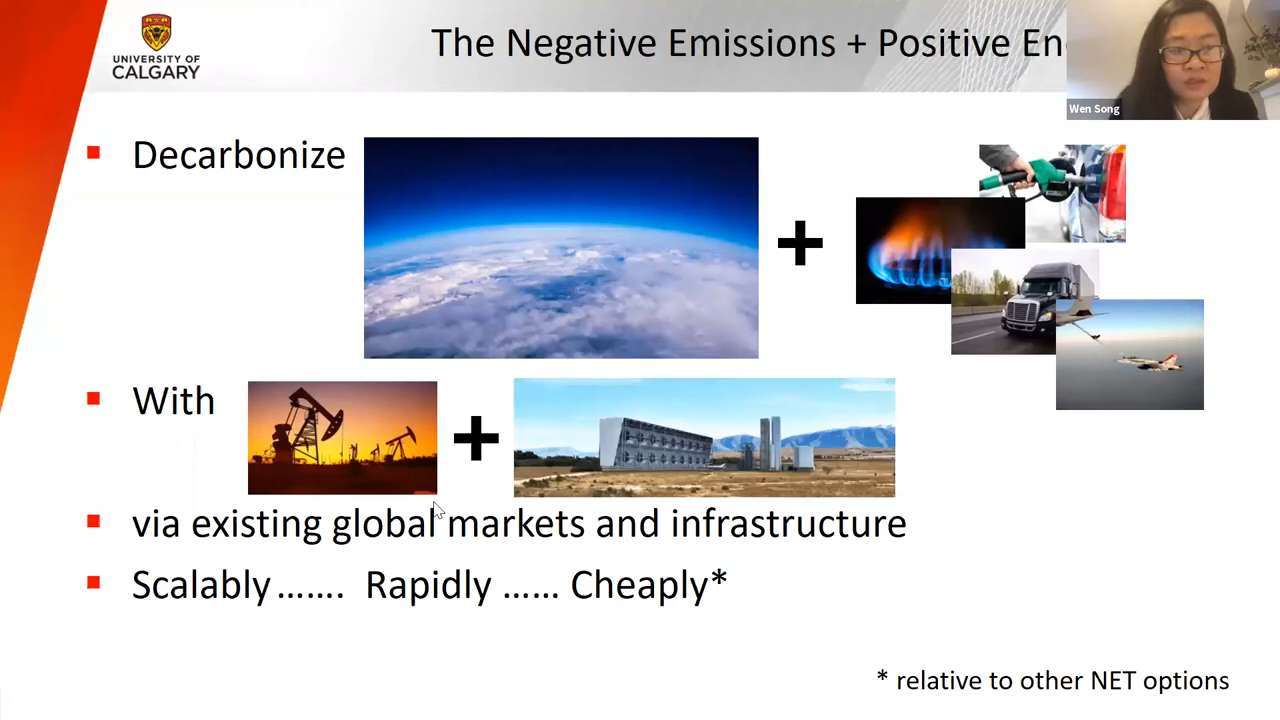 UNIVERSITY OF
CALGARY
The Negative Emissions + Positive
Wen Song
Decarbonize
+
With
+
via existing global markets and infrastructure
Scalably ....... Rapidly ...... Cheaply*
* relative to other NET options